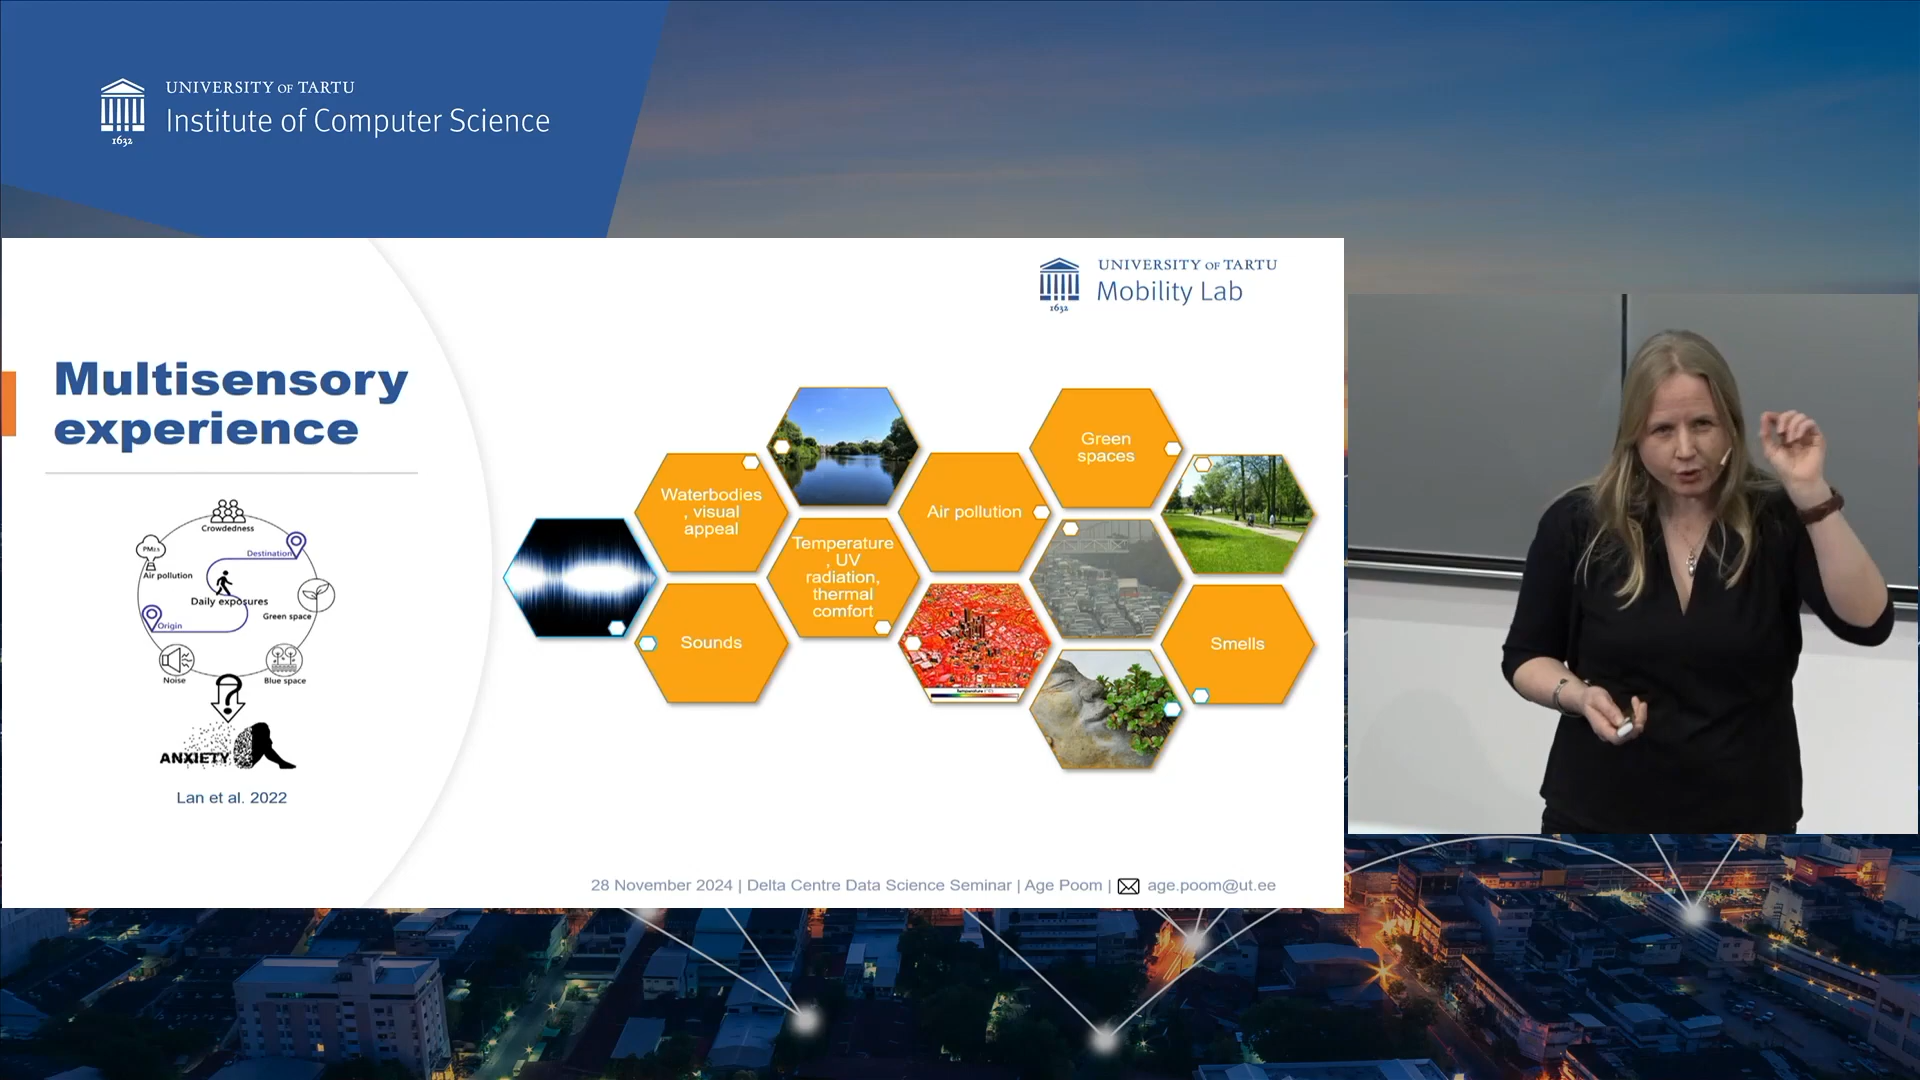 UNIVERSITY OF TARTU
Institute of Computer Science
1632
UNIVERSITY OF TARTU
Mobility Lab
1632
Multisensory
experience
Crowdedness
PM2.5
Air pollution
Destination
Daily exposures
Green space
Origin
Noise
Blue space
?
ANXIETY
Lan et al. 2022
Waterbodies
, visual
appeal
Sounds
Temperature
, UV
radiation,
thermal
comfort
Air pollution
Green
spaces
Smells
28 November 2024 | Delta Centre Data Science Seminar | Age Poom | age.poom@ut.ee